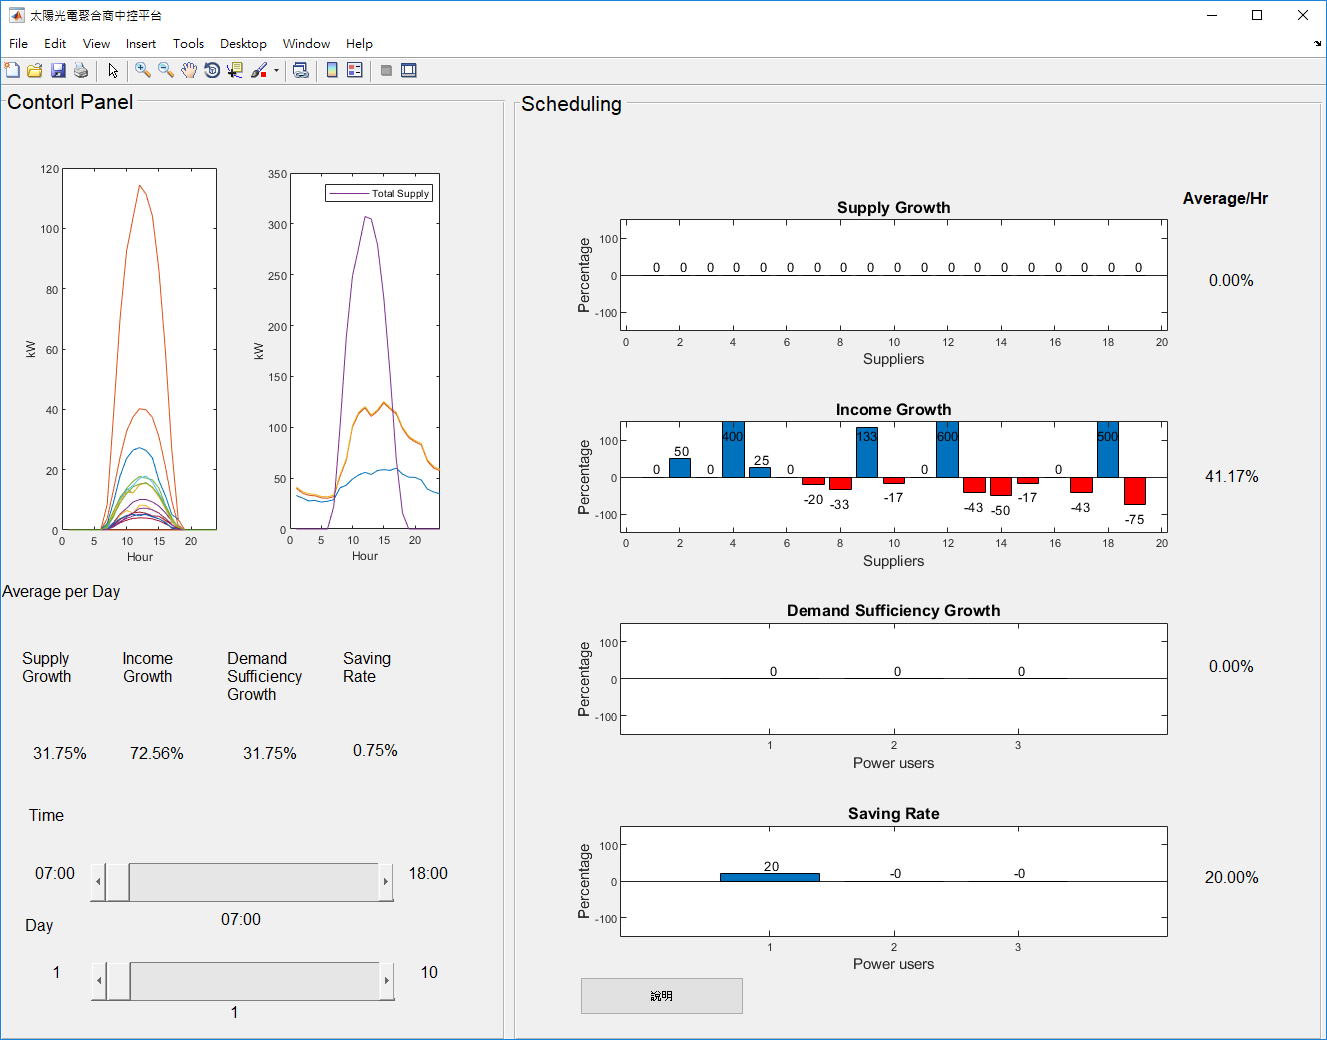 太陽光電聚合商中控平台
File Edit View Insert Tools Desktop Window Help
Contorl Panel
120
100
80
60
40
20
0
kW
0 5 10 15 20
Hour
350
300
250
200
150
100
50
0
kW
Total Supply
0 5 10 15 20
Hour
Average per Day
Supply
Growth
Income
Growth
Demand
Sufficiency
Growth
Saving
Rate
31.75% 72.56% 31.75% 0.75%
Time
07:00 18:00
07:00
Day
1 10
1
Scheduling
Average/Hr
Supply Growth
Percentage
100
0
-100
0 0 0 0 0 0 0 0 0 0 0 0 0 0 0 0 0 0 0
0 2 4 6 8 10 12 14 16 18 20
Suppliers
0.00%
Income Growth
Percentage
100
0
-100
0 50 0 400 25 0 -20 -33 133 -17 0 600 -43 -50 -17 0 -43 500 -75
0 2 4 6 8 10 12 14 16 18 20
Suppliers
41.17%
Demand Sufficiency Growth
Percentage
100
0
-100
0 0 0
1 2 3
Power users
0.00%
Saving Rate
Percentage
100
0
-100
20 -0 -0
1 2 3
Power users
20.00%
說明